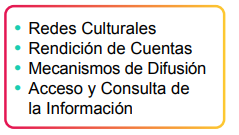 • Redes Culturales
• Rendición de Cuentas
• Mecanismos de Difusión
• Acceso y Consulta de
la Información